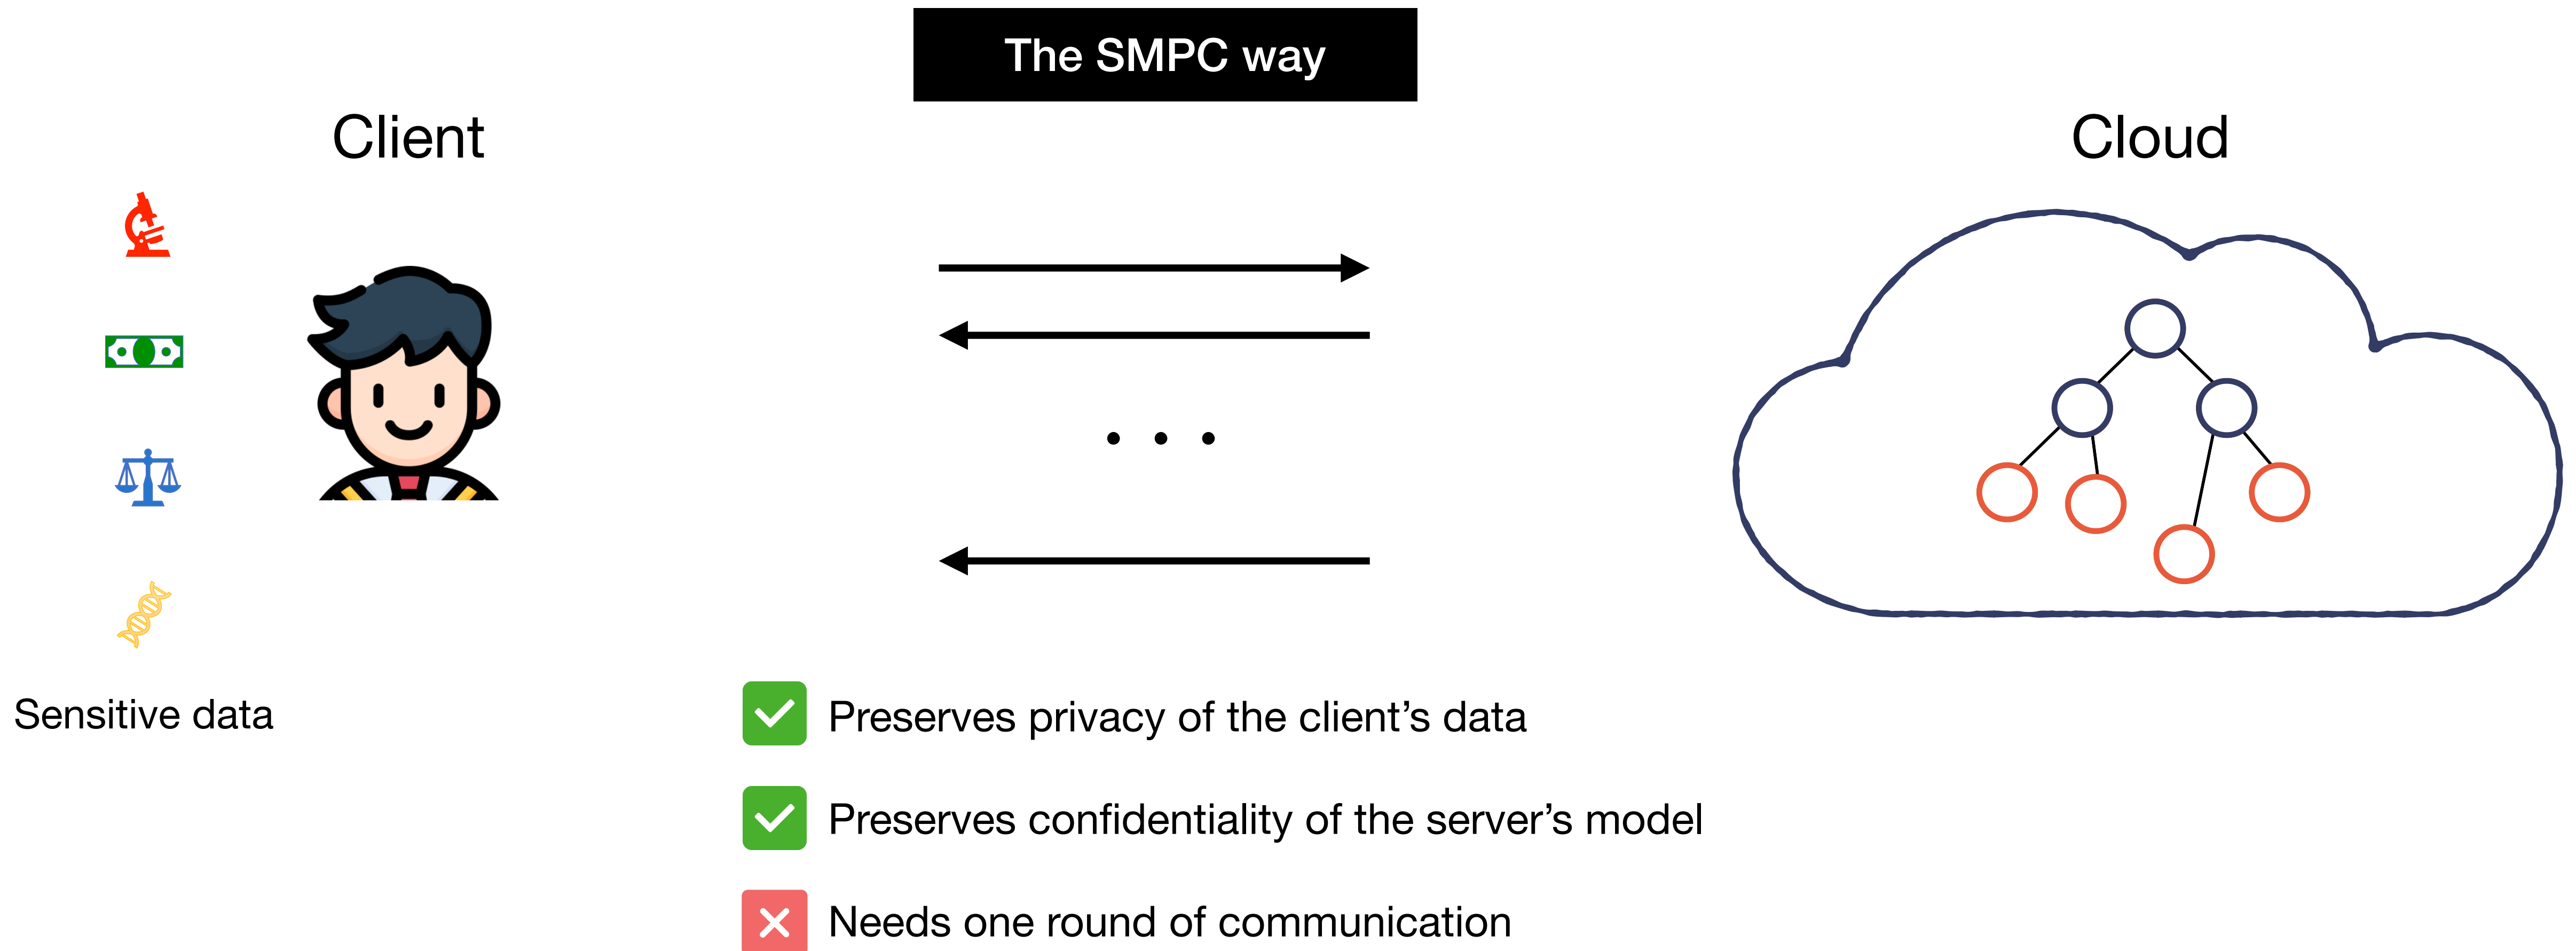 The SMPC way
Client
Cloud
Sensitive data
Preserves privacy of the client’s data
Preserves confidentiality of the server’s model
Needs one round of communication